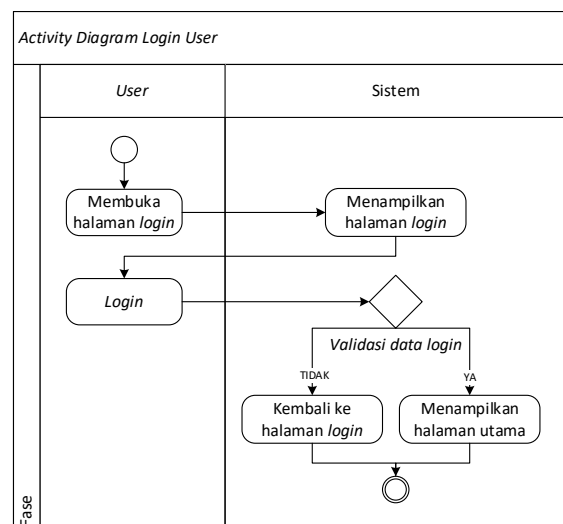 Activity Diagram Login User
User
Sistem
Membuka
halaman login
Menampilkan
halaman login
Login
Validasi data login
TIDAK
YA
Kembali ke
halaman login
Menampilkan
halaman utama
Fase